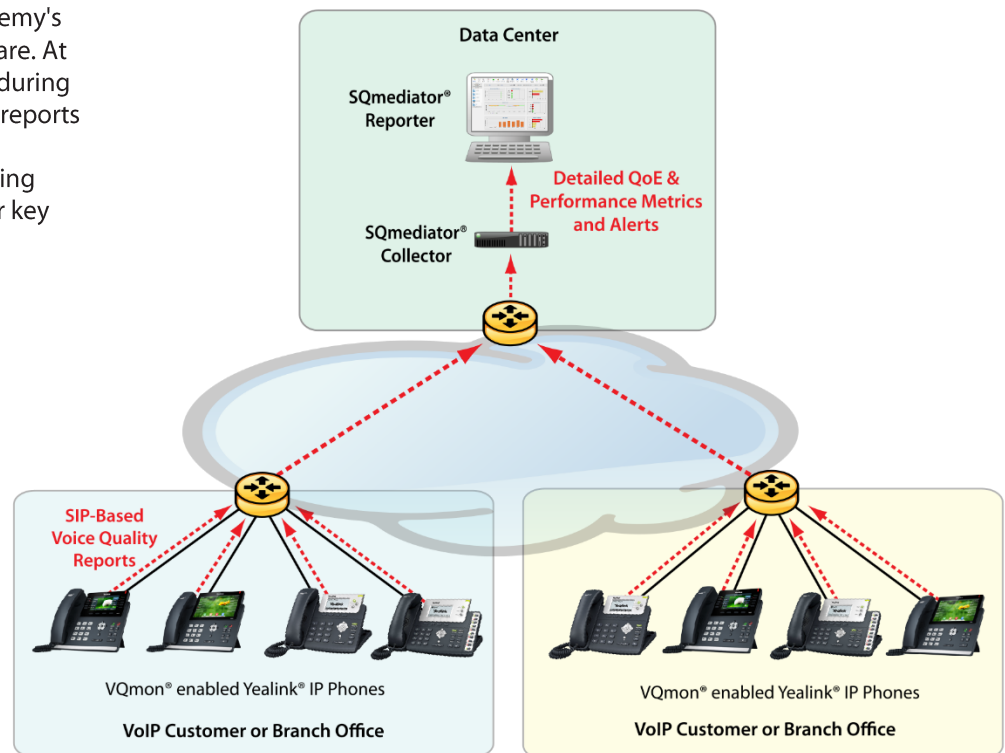 emy's
are. At
during
reports
ing
r key
Data Center
SQmediator®
Reporter
Detailed QoE &
Performance Metrics
and Alerts
SQmediator®
Collector
SIP-Based
Voice Quality
Reports
VQmon® enabled Yealink® IP Phones
VoIP Customer or Branch Office
VQmon® enabled Yealink® IP Phones
VoIP Customer or Branch Office